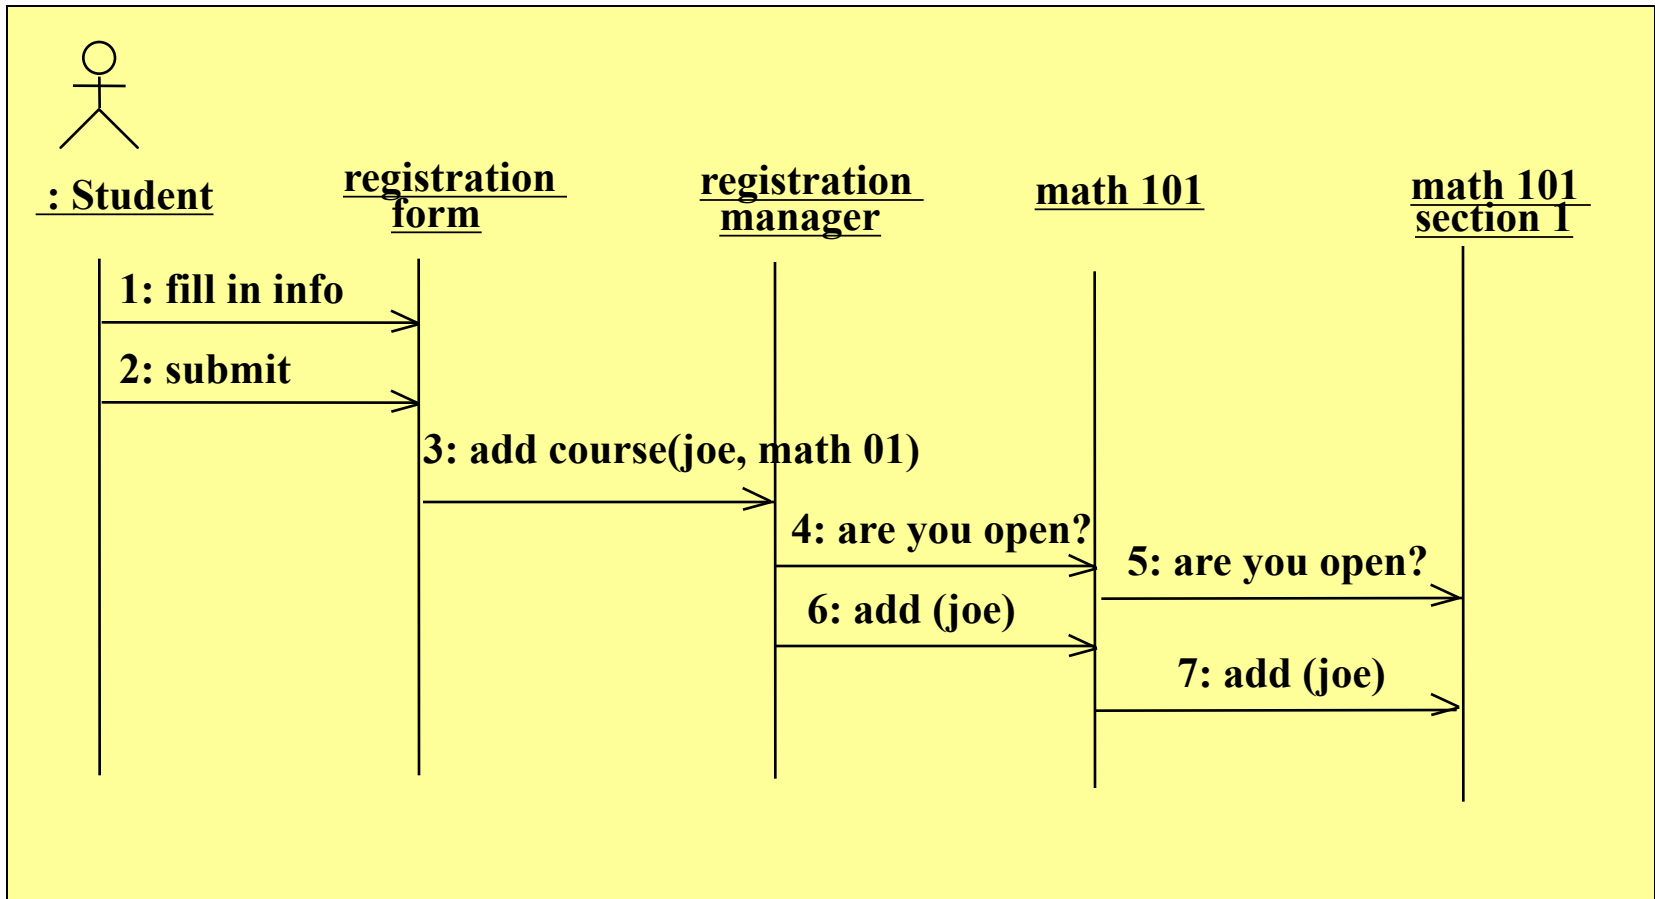 : Student
registration
form
registration
manager
math 101
math 101
section 1
1: fill in info
2: submit
3: add course(joe, math 01)
4: are you open?
5: are you open?
6: add (joe)
7: add (joe)